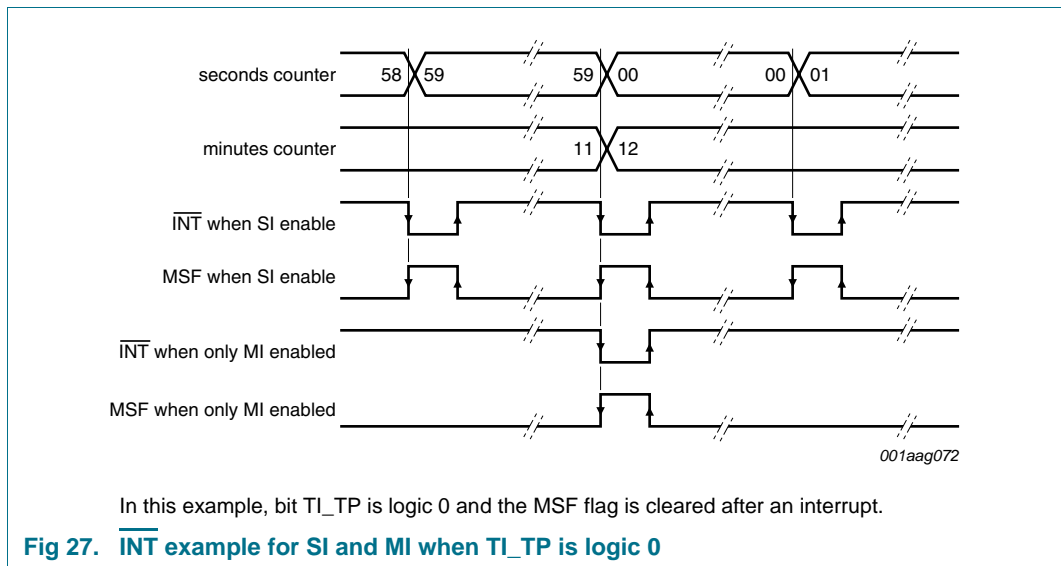 seconds counter 58 59 59 00 00 01
minutes counter 11 12
INT when SI enable
MSF when SI enable
INT when only MI enabled
MSF when only MI enabled
001aag072
In this example, bit TI_TP is logic 0 and the MSF flag is cleared after an interrupt.
Fig 27. INT example for SI and MI when TI_TP is logic 0